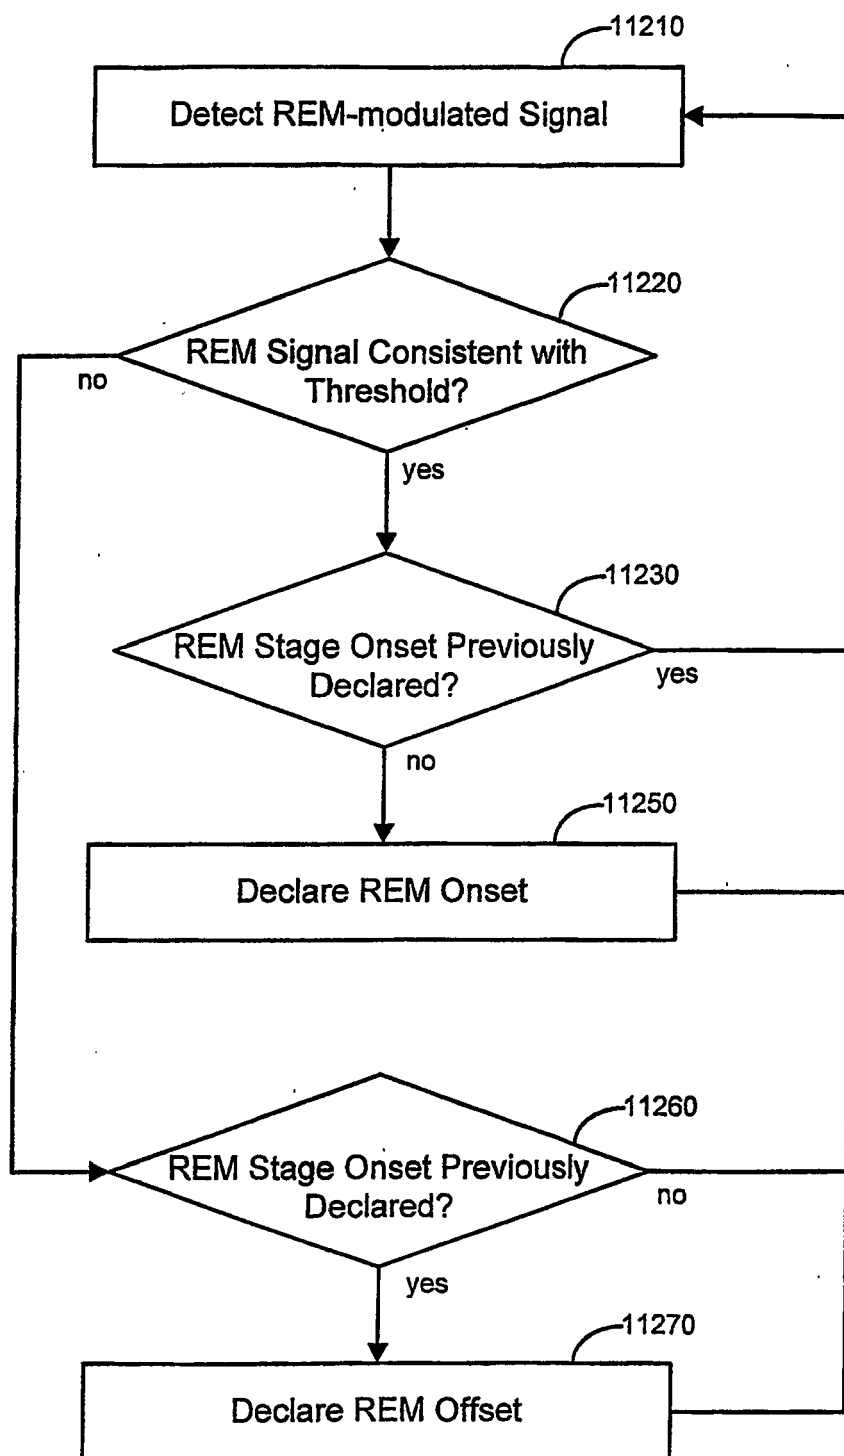 11210
Detect REM-modulated Signal
11220
REM Signal Consistent with
Threshold?
no
yes
11230
REM Stage Onset Previously
Declared?
yes
no
11250
Declare REM Onset
11260
REM Stage Onset Previously
Declared?
no
yes
11270
Declare REM Offset